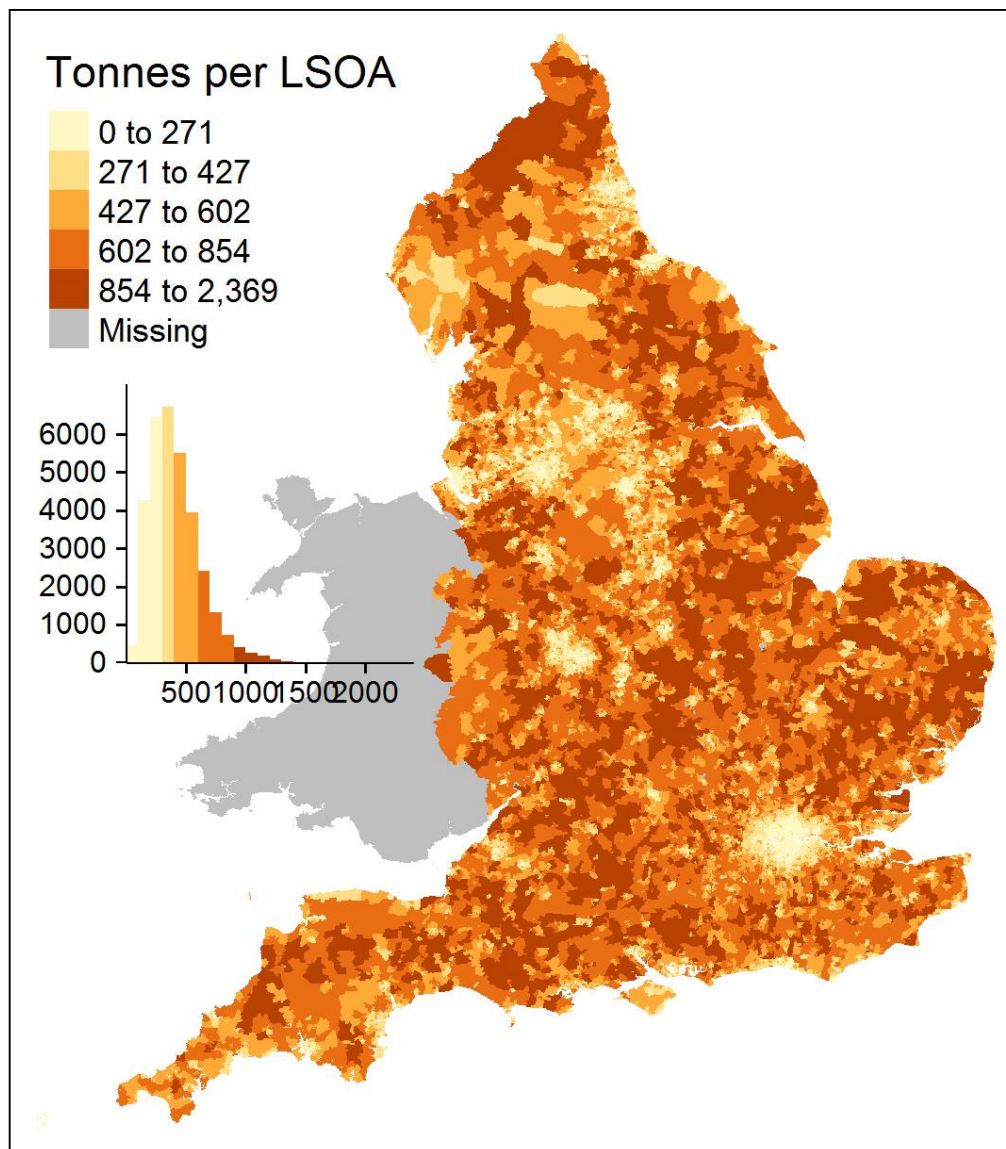 Tonnes per LSOA
0 to 271
271 to 427
427 to 602
602 to 854
854 to 2,369
Missing
6000
5000
4000
3000
2000
1000
0
500 1000 1500 2000